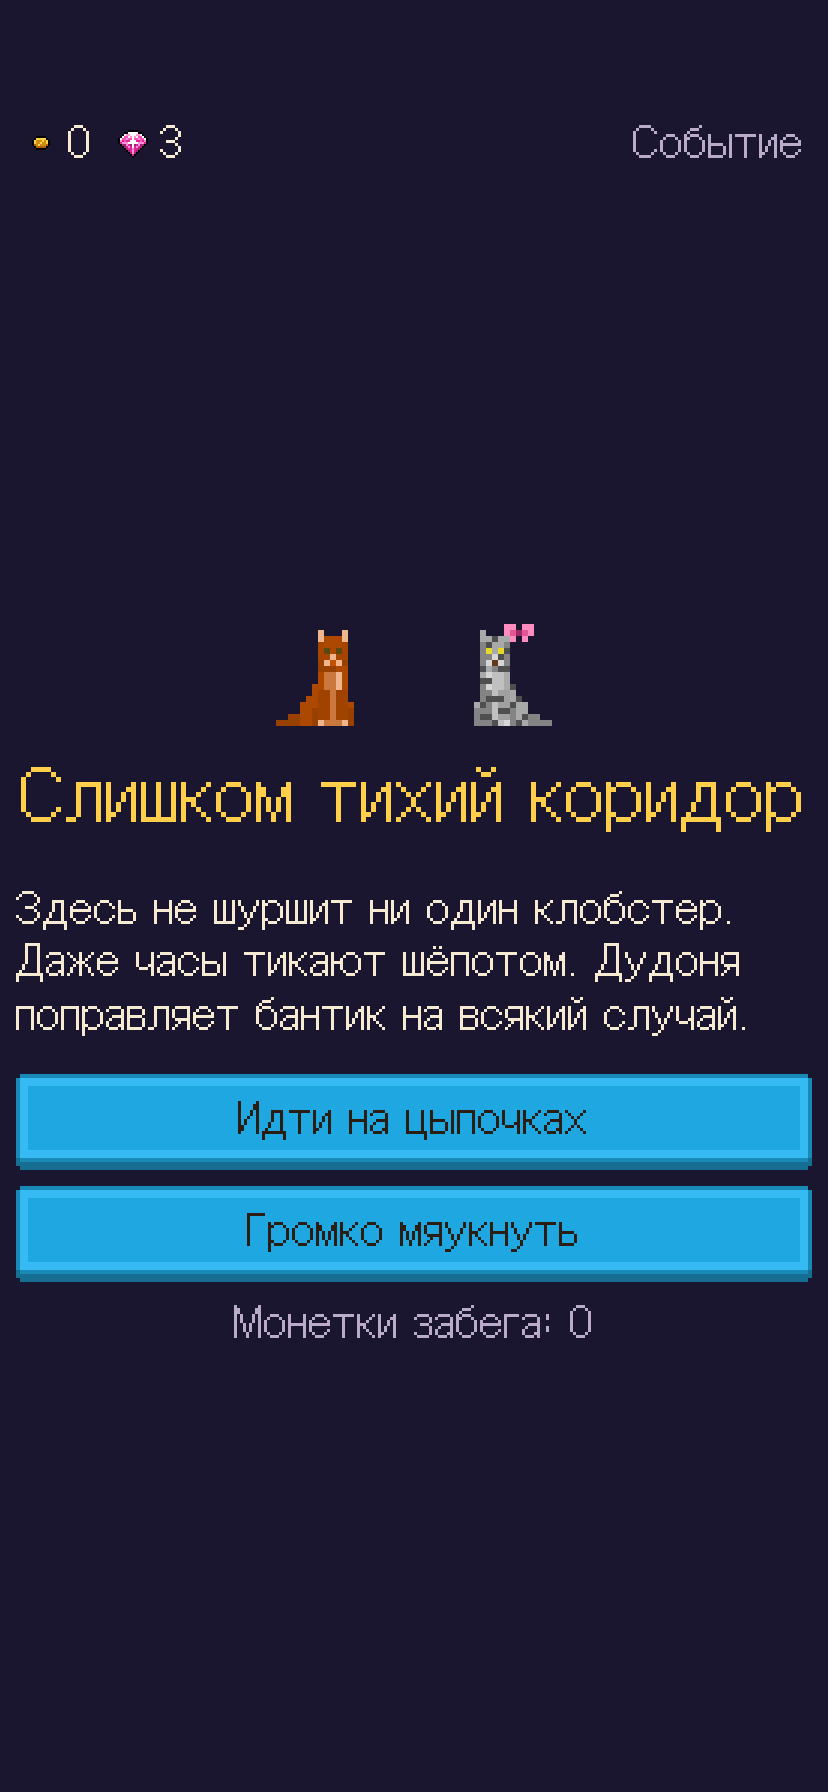 0 3 Событие
Слишком тихий коридор
Здесь не шуршит ни один клобстер.
Даже часы тикают шёпотом. Дудоня
поправляет бантик на всякий случай.
Идти на цыпочках
Громко мяукнуть
Монетки забега: 0